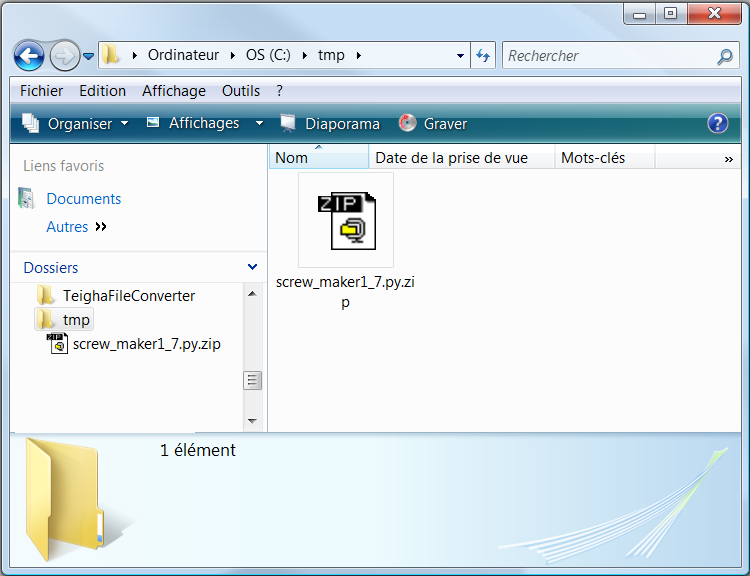 Ordinateur OS (C:) tmp
Rechercher
Fichier Edition Affichage Outils ?
Organiser Affichages Diaporama Graver ?
Liens favoris
Documents
Autres »
Dossiers
TeighaFileConverter
tmp
ZIP
screw_maker1_7.py.zip
Nom Date de la prise de vue Mots-clés »
ZIP
screw_maker1_7.py.zi
p
1 élément